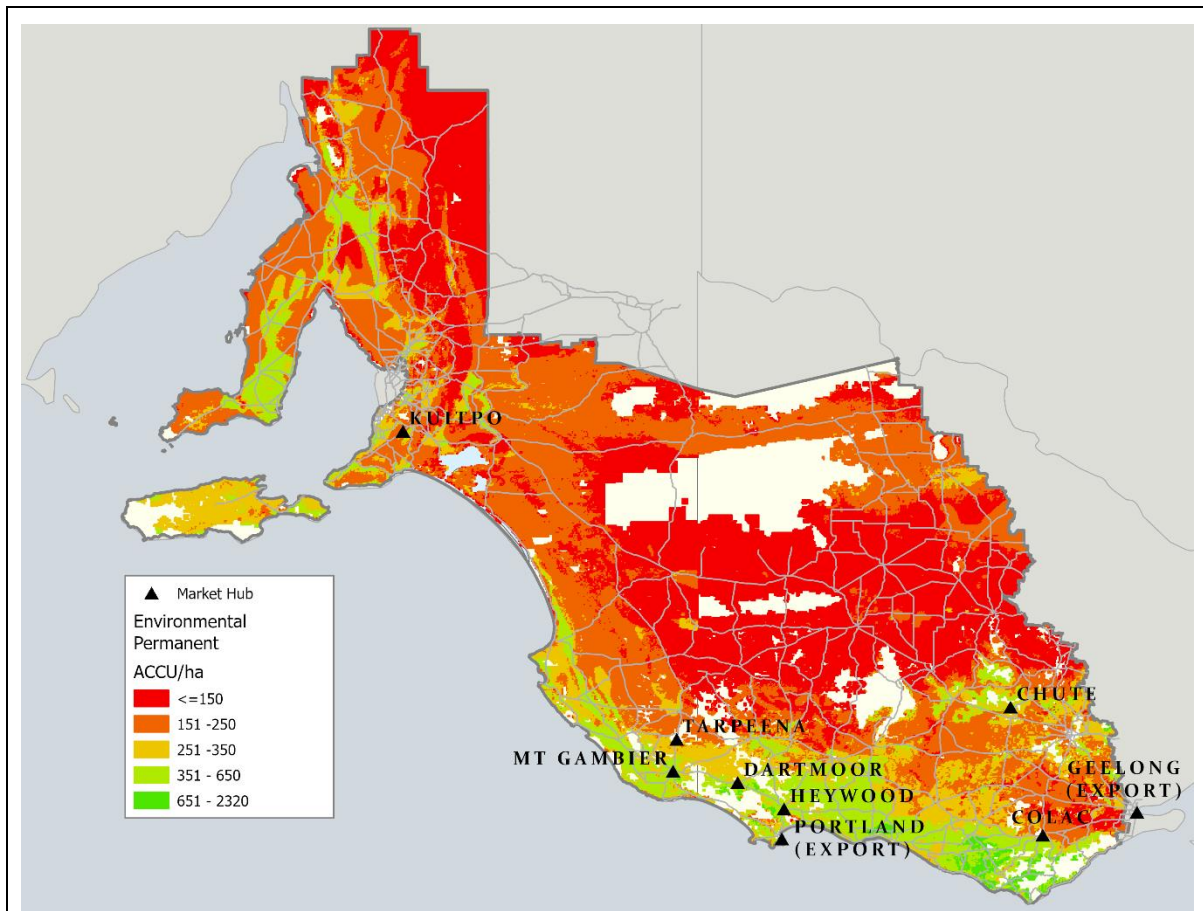 KUITPO
▲ Market Hub
Environmental
Permanent
ACCU/ha
<=150
151 -250
251 -350
351 - 650
651 - 2320
CHUTE
TARPEENA
MT GAMBIER
DARTMOOR
GEELONG
(EXPORT)
HEYWOOD
COLAC
PORTLAND
(EXPORT)